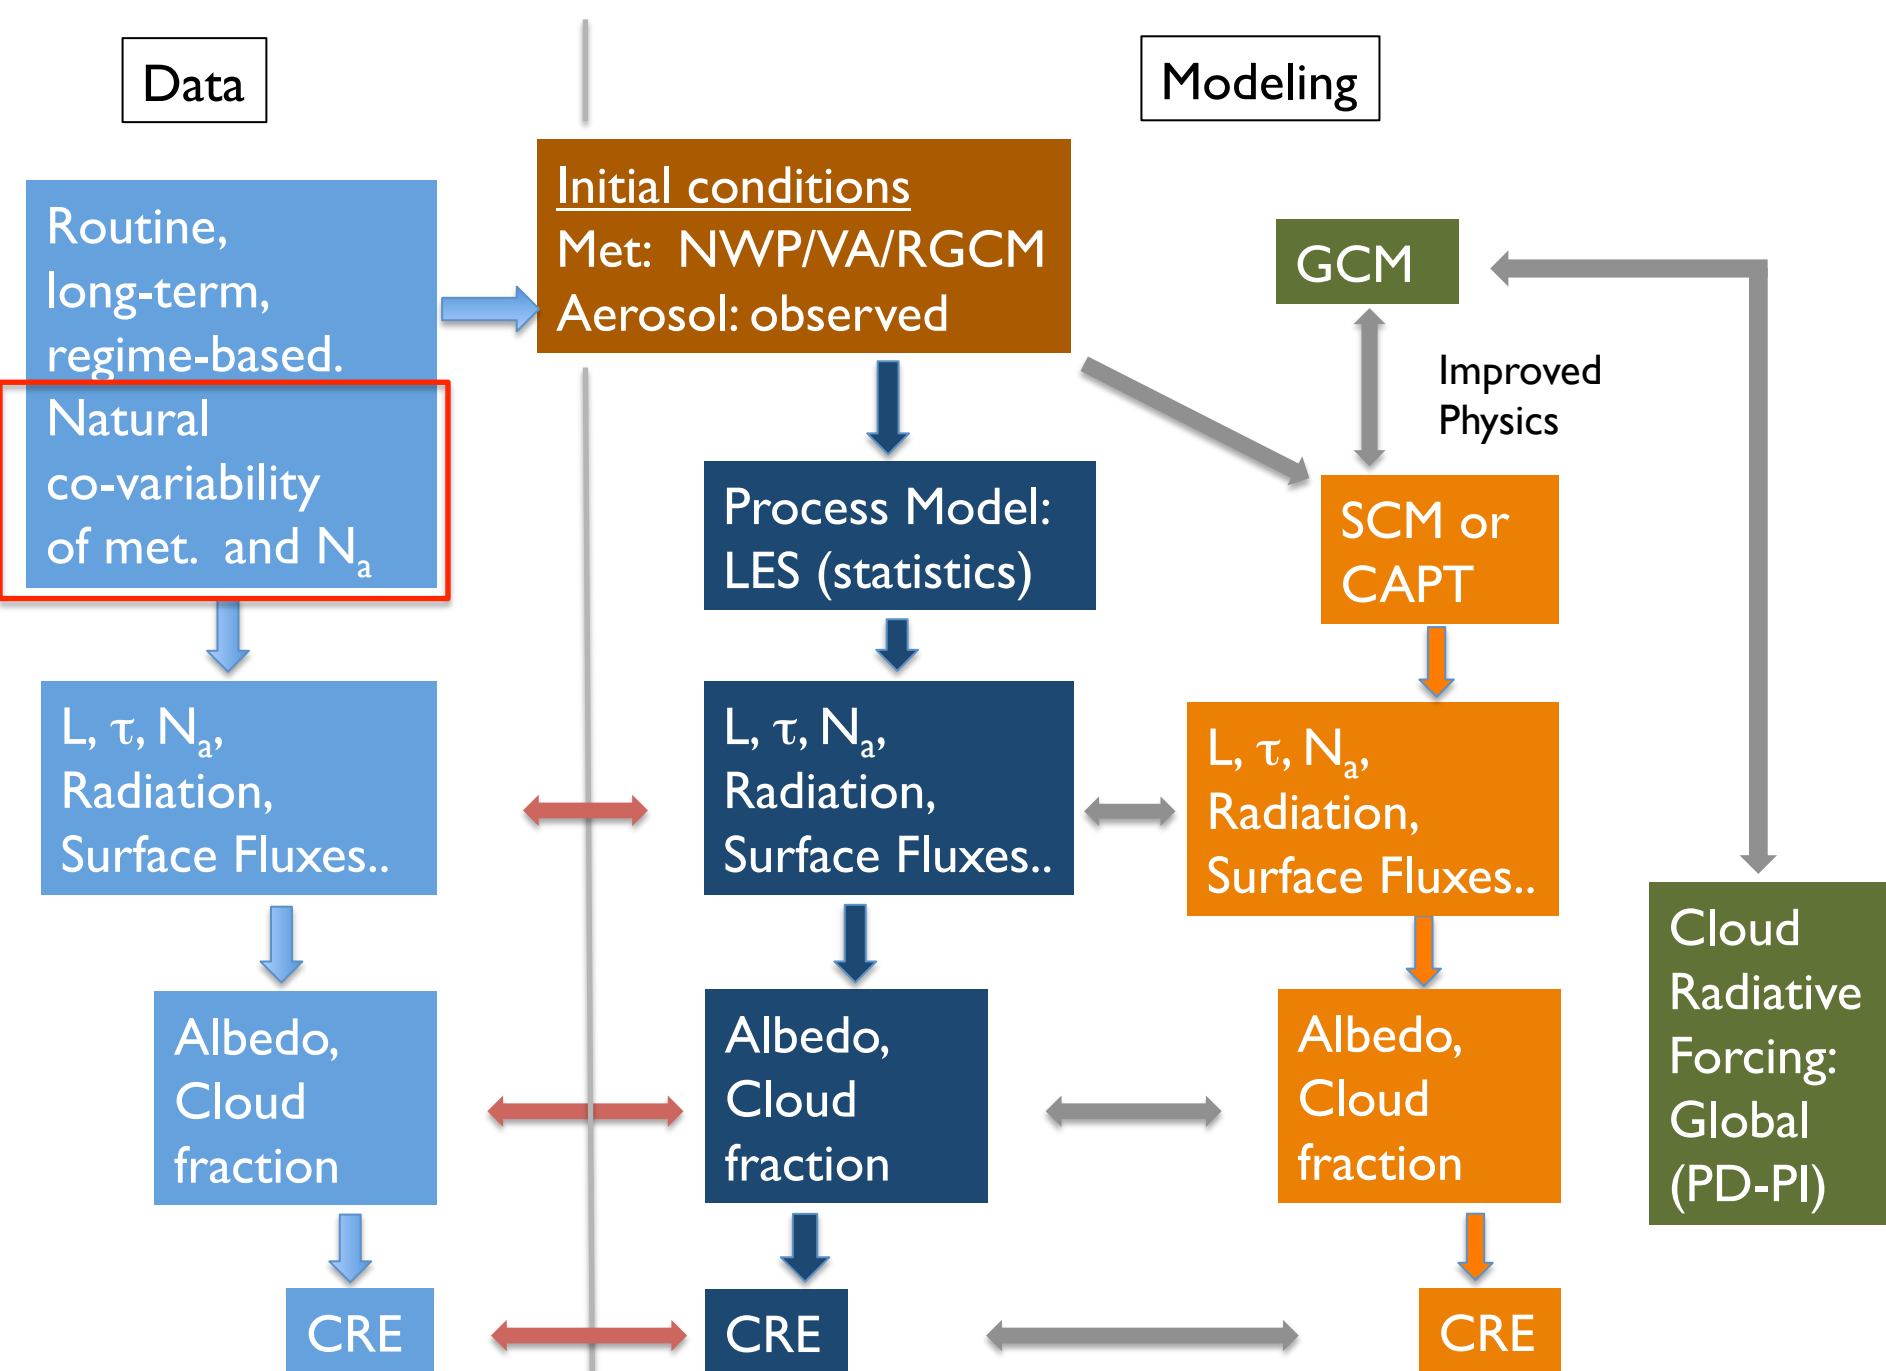 Data
Modeling
Routine,
long-term,
regime-based.
Natural
co-variability
of met. and Nₐ
L, τ, Nₐ,
Radiation,
Surface Fluxes..
Albedo,
Cloud
fraction
CRE
Initial conditions
Met: NWP/VA/RGCM
Aerosol: observed
Process Model:
LES (statistics)
L, τ, Nₐ,
Radiation,
Surface Fluxes..
Albedo,
Cloud
fraction
CRE
GCM
Improved
Physics
SCM or
CAPT
L, τ, Nₐ,
Radiation,
Surface Fluxes..
Albedo,
Cloud
fraction
CRE
Cloud
Radiative
Forcing:
Global
(PD-PI)